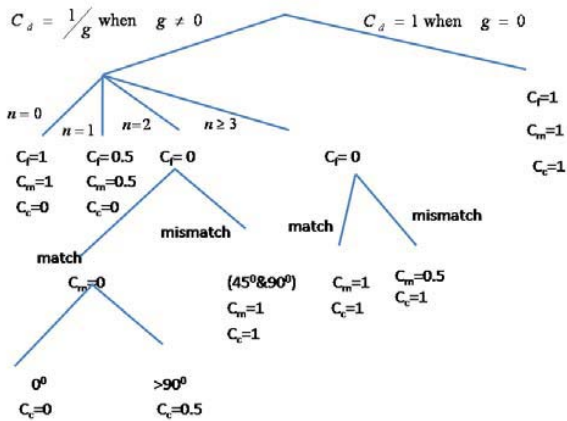 C_d = 1/g when g ≠ 0
C_d = 1 when g = 0
n = 0
n = 1
n=2
n ≥ 3
C_f=1
C_m=1
C_c=1
C_f=1
C_m=1
C_c=0
C_f=0.5
C_m=0.5
C_c=0
C_f=0
C_f=0
match
mismatch
match
mismatch
C_m=0
(45⁰&90⁰)
C_m=1
C_c=1
C_m=1
C_c=1
C_m=0.5
C_c=1
0⁰
C_c=0
>90⁰
C_c=0.5